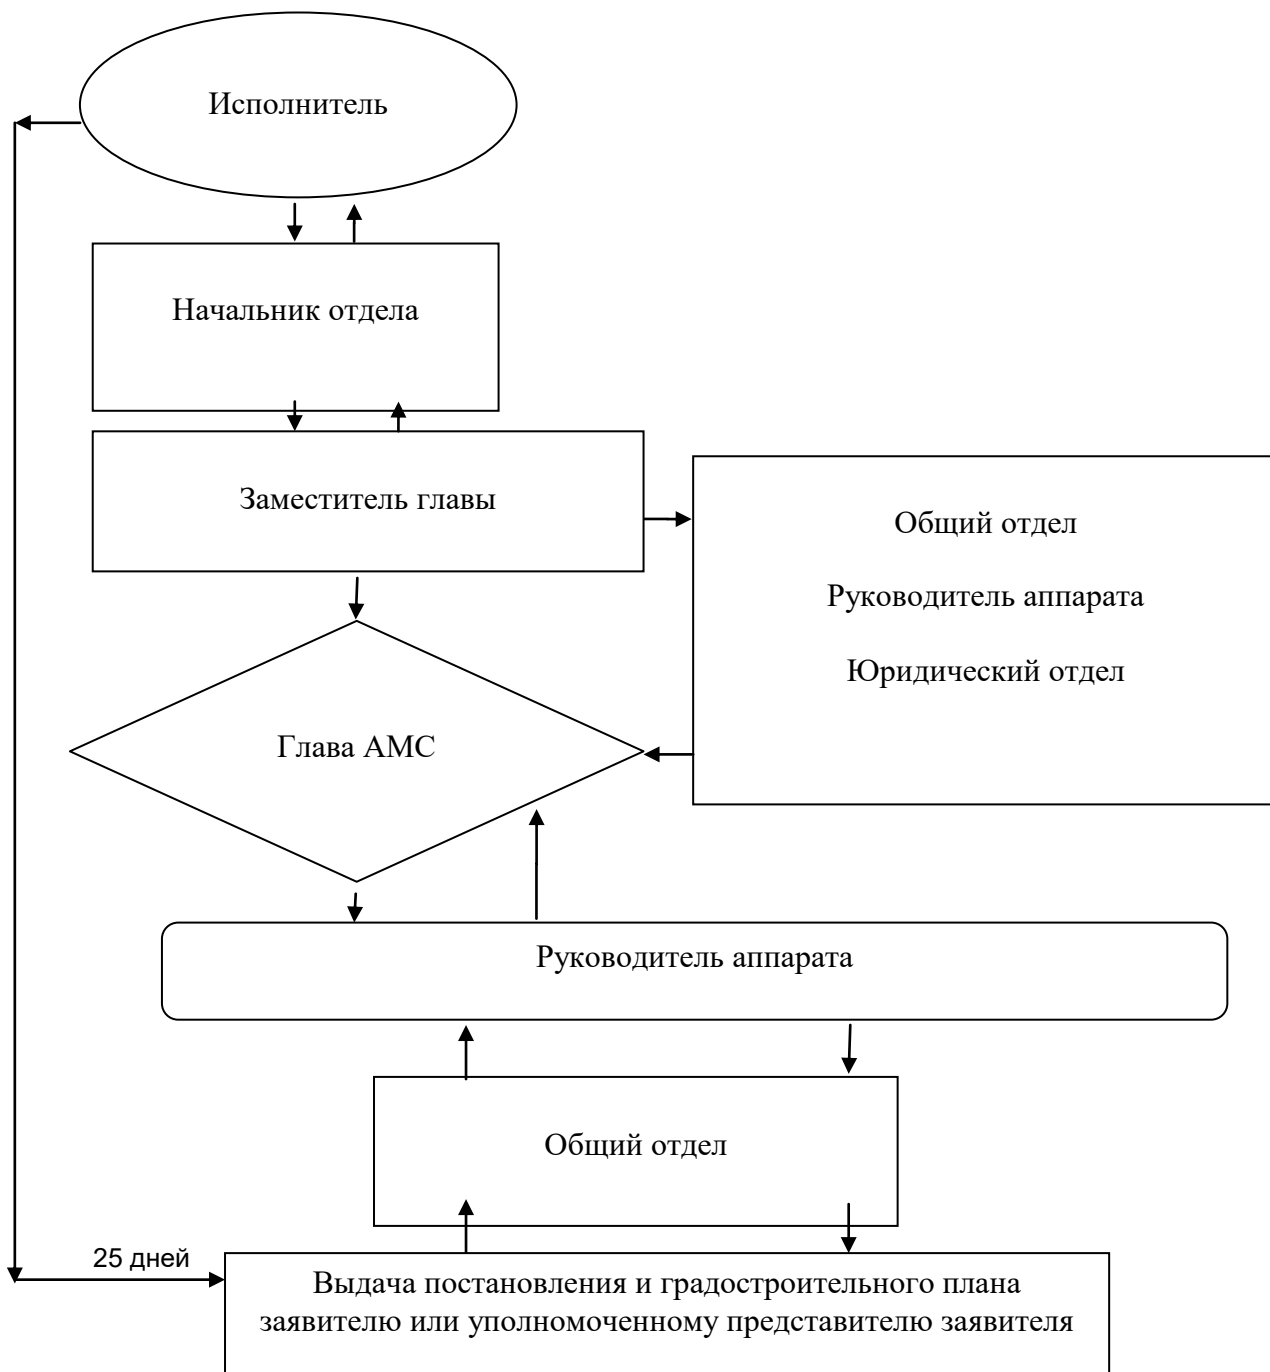 Исполнитель
Начальник отдела
Заместитель главы
Общий отдел
Руководитель аппарата
Юридический отдел
Глава АМС
Руководитель аппарата
Общий отдел
25 дней
Выдача постановления и градостроительного плана
заявителю или уполномоченному представителю заявителя